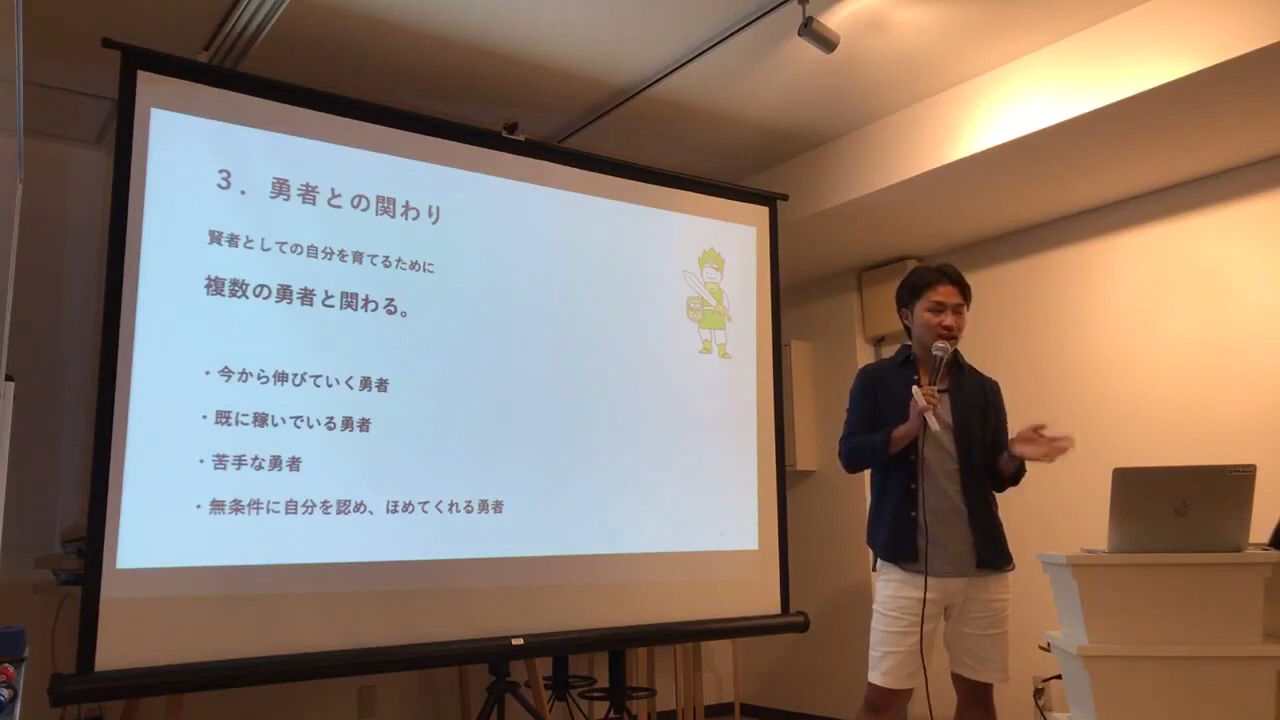 ３．勇者との関わり
賢者としての自分を育てるために
複数の勇者と関わる。
・今から伸びていく勇者
・既に稼いでいる勇者
・苦手な勇者
・無条件に自分を認め、ほめてくれる勇者